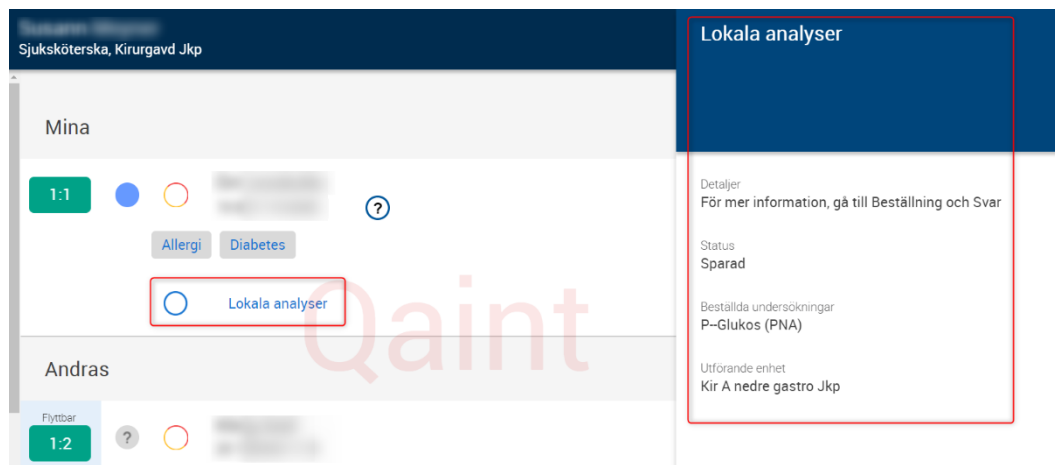 Sjuksköterska, Kirurgavd Jkp
Lokala analyser
Mina
1:1
?
Allergi Diabetes
Lokala analyser
Qaint
Andras
Flyttbar
1:2
?
Detaljer
För mer information, gå till Beställning och Svar
Status
Sparad
Beställda undersökningar
P--Glukos (PNA)
Utförande enhet
Kir A nedre gastro Jkp